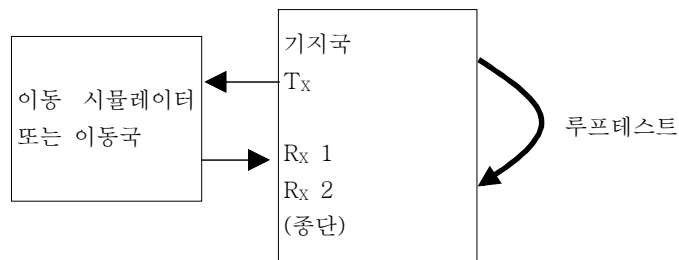 이동 시뮬레이터
또는 이동국
기지국
Tx
Rx 1
Rx 2
(종단)
루프테스트